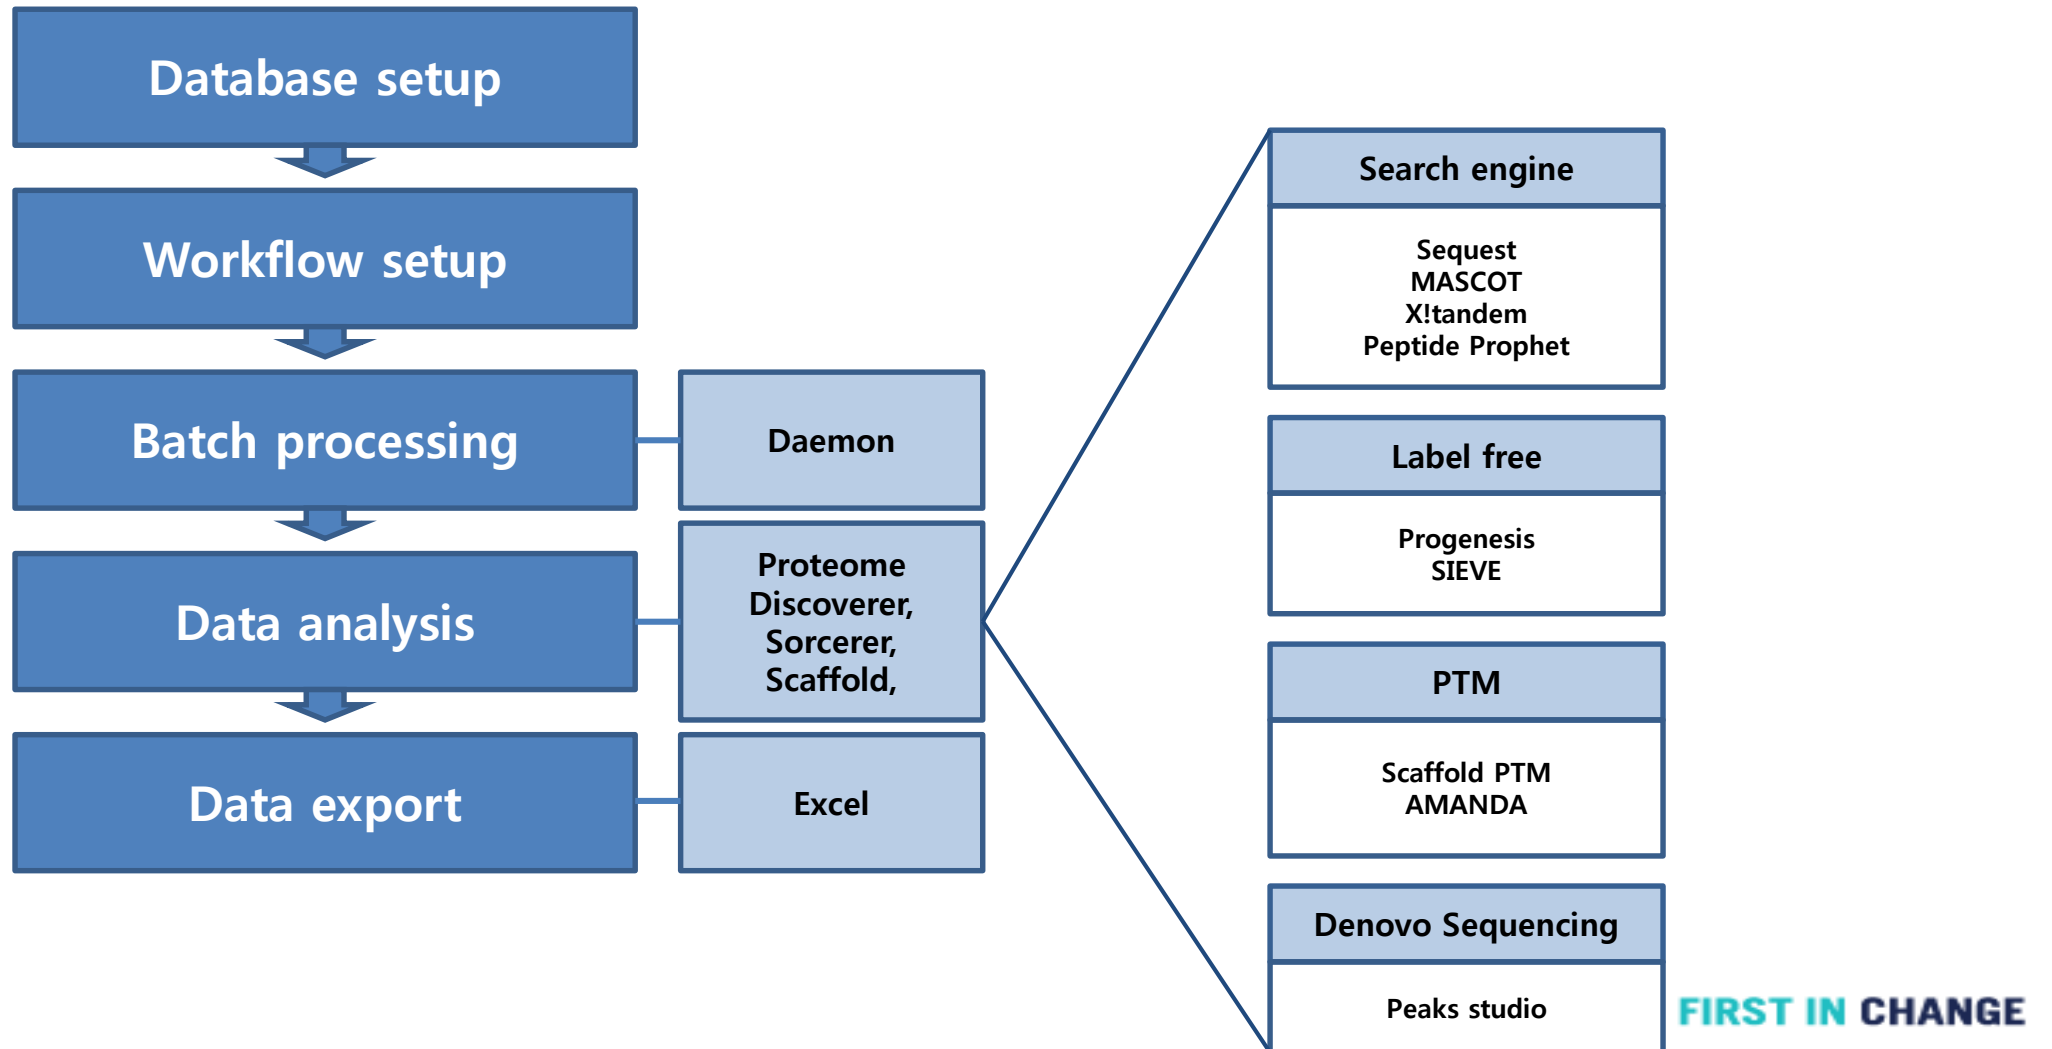 Database setup
Workflow setup
Batch processing
Daemon
Data analysis
Proteome
Discoverer,
Sorcerer,
Scaffold,
Data export
Excel
Search engine
Sequest
MASCOT
X!tandem
Peptide Prophet
Label free
Progenesis
SIEVE
PTM
Scaffold PTM
AMANDA
Denovo Sequencing
Peaks studio
FIRST IN CHANGE